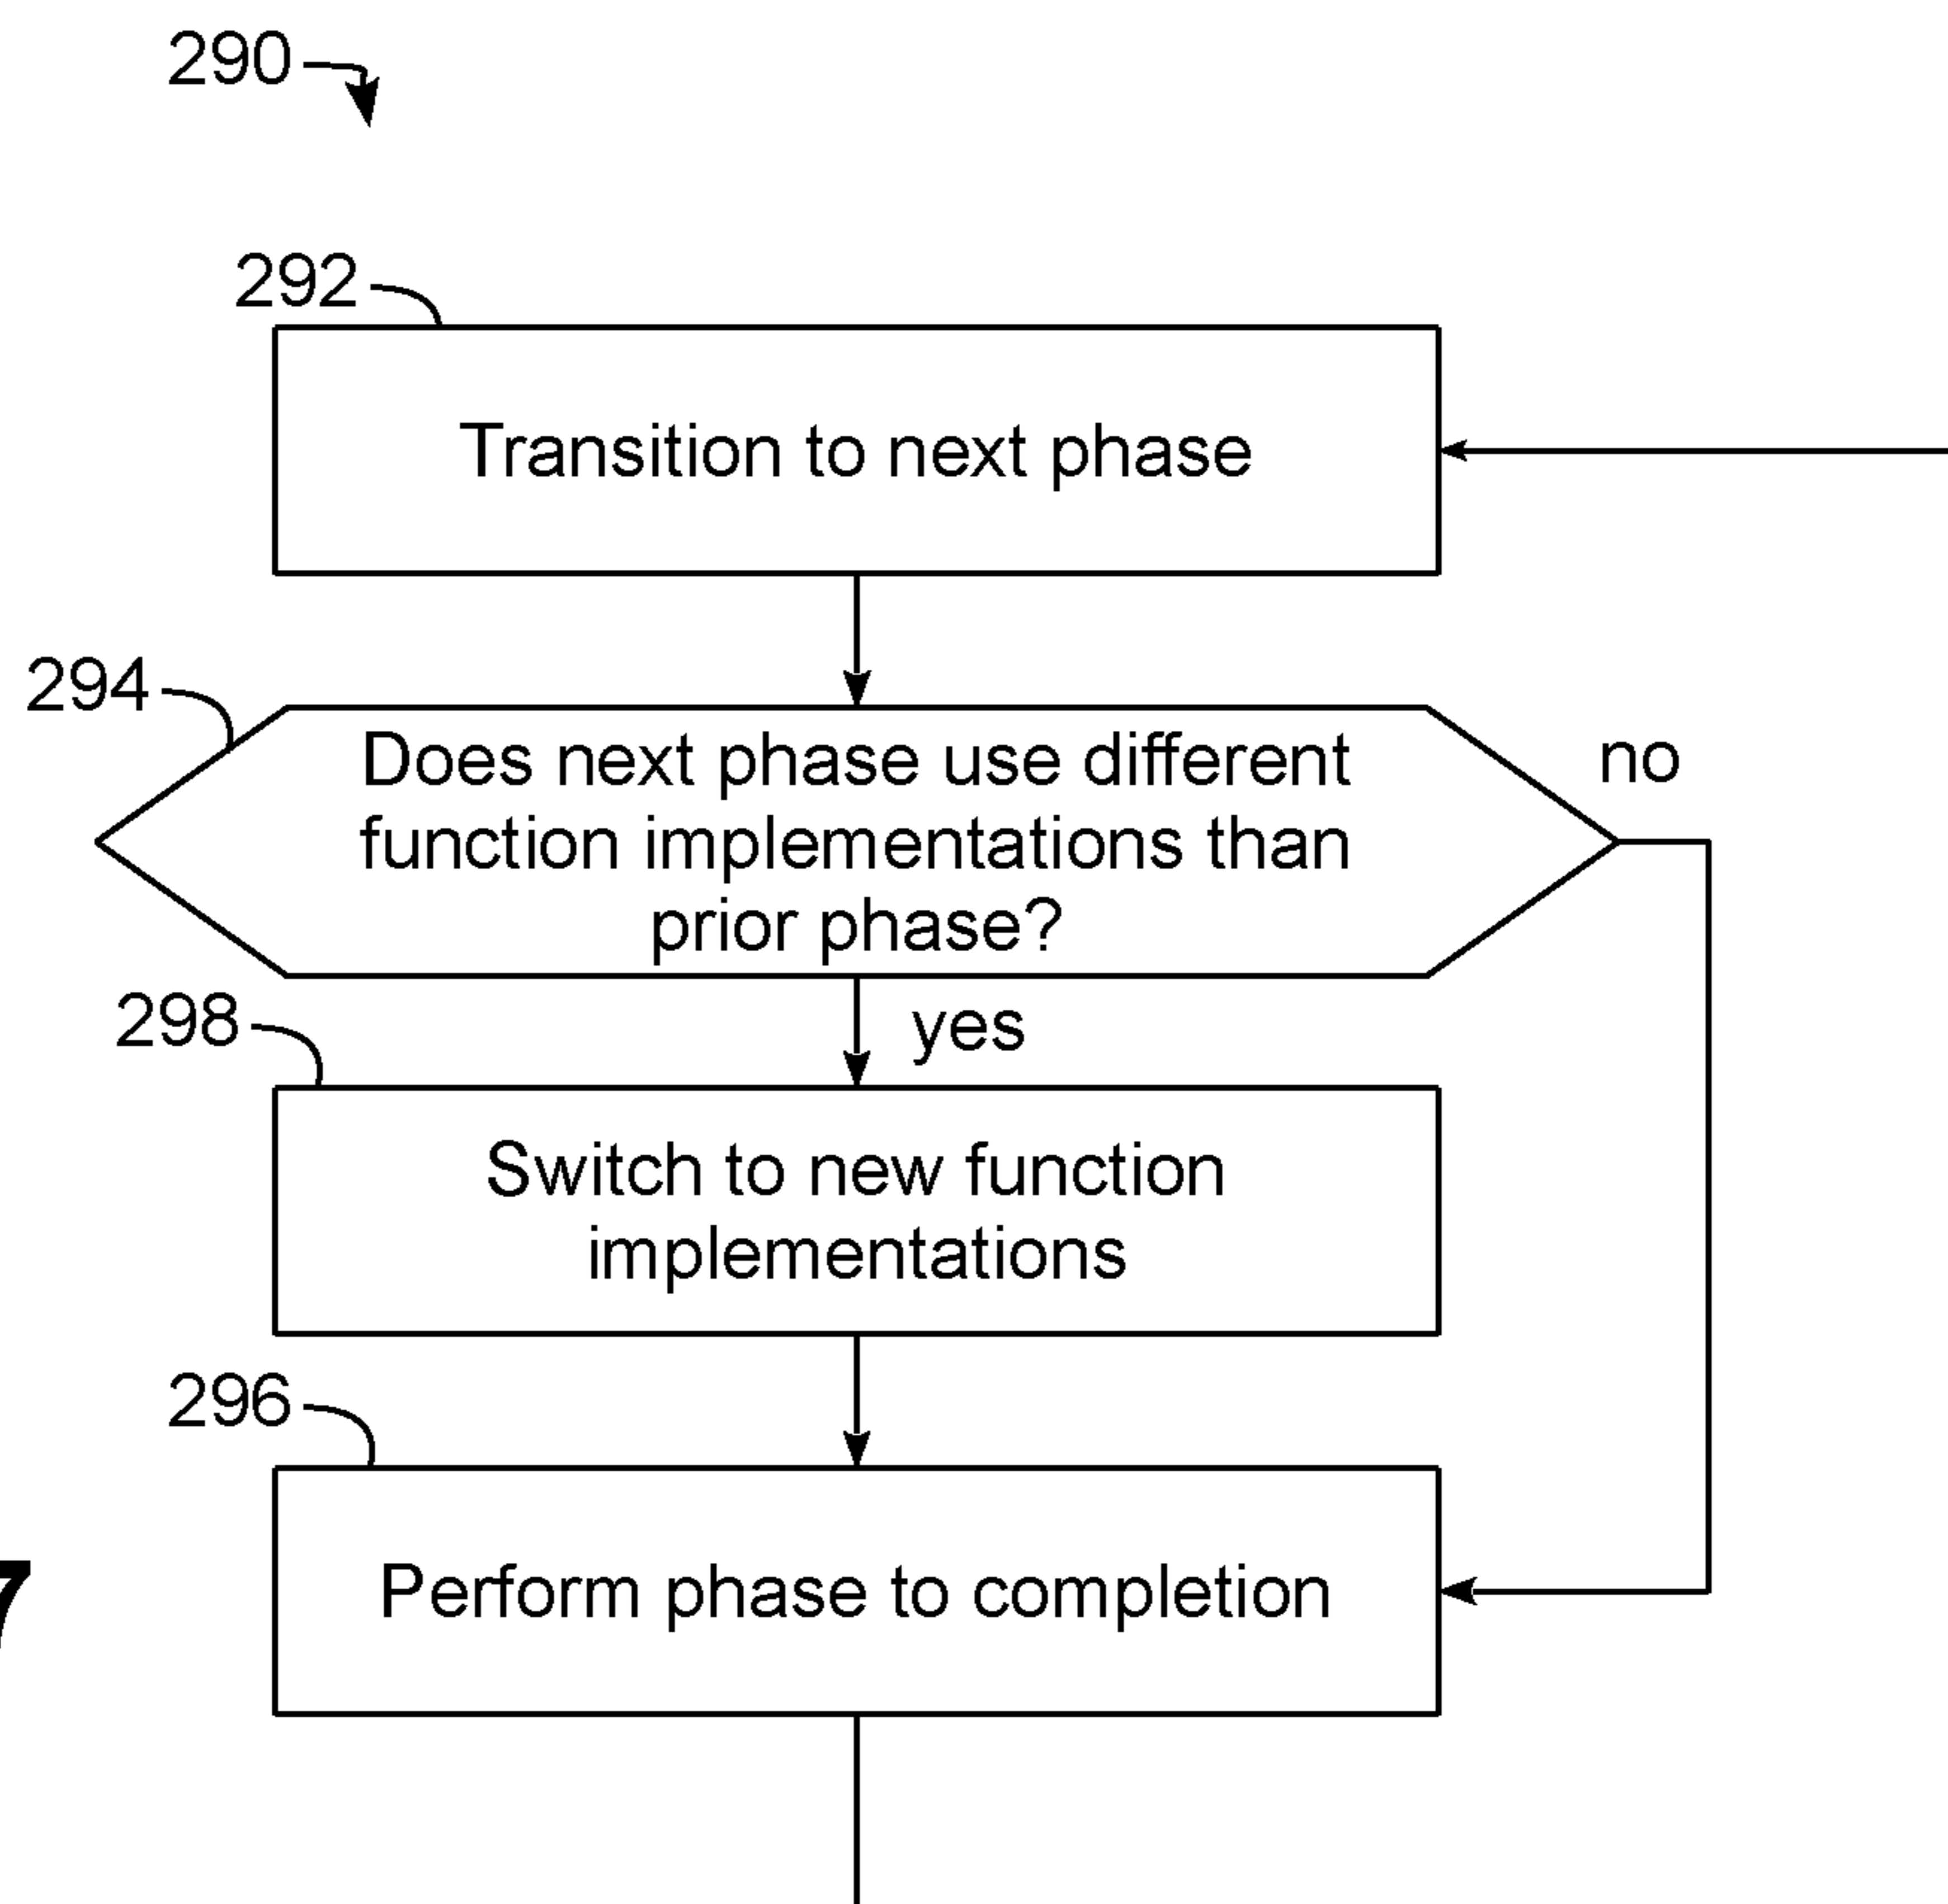 290
292
Transition to next phase
294
Does next phase use different
function implementations than
prior phase?
no
yes
298
Switch to new function
implementations
296
Perform phase to completion
7